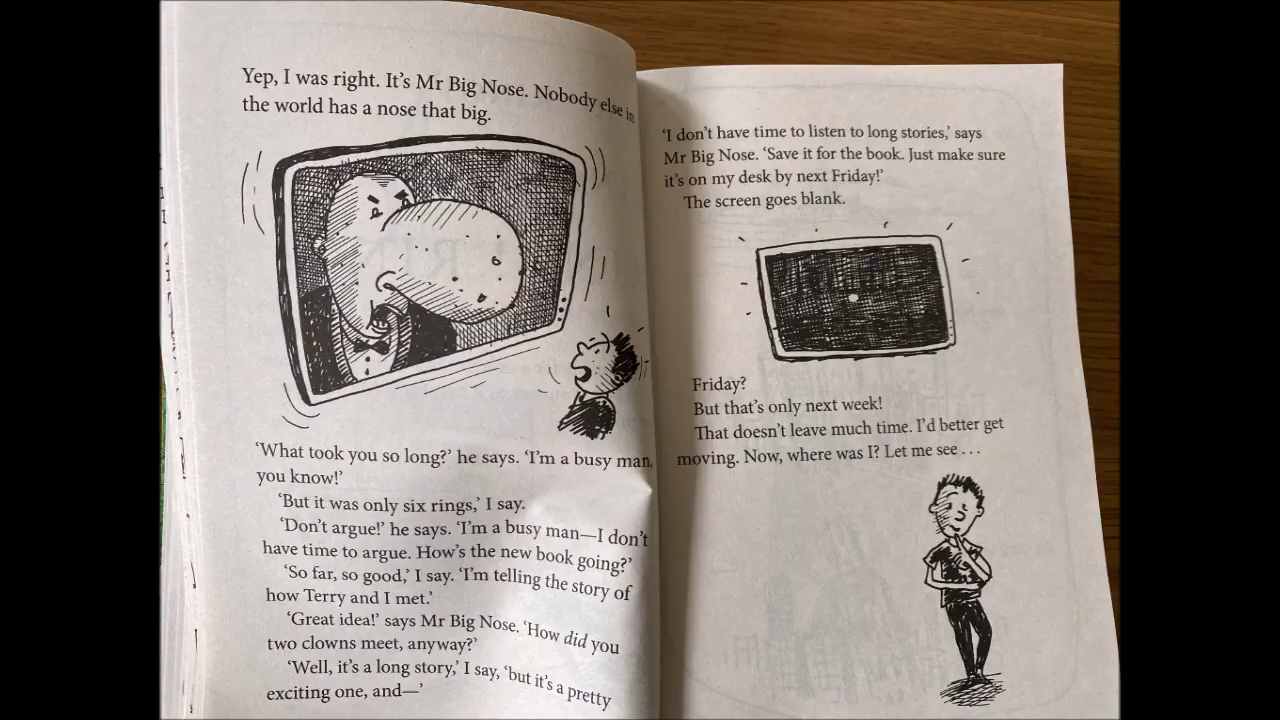 Yep, I was right. It's Mr Big Nose. Nobody else in
the world has a nose that big.
'What took you so long?' he says. 'I'm a busy man,
you know!'
'But it was only six rings,' I say.
'Don't argue!' he says. 'I'm a busy man—I don't
have time to argue. How's the new book going?'
'So far, so good,' I say. 'I'm telling the story of
how Terry and I met.'
'Great idea!' says Mr Big Nose. 'How did you
two clowns meet, anyway?'
'Well, it's a long story,' I say, 'but it's a pretty
exciting one, and—'
'I don't have time to listen to long stories,' says
Mr Big Nose. 'Save it for the book. Just make sure
it's on my desk by next Friday!'
The screen goes blank.
Friday?
But that's only next week!
That doesn't leave much time. I'd better get
moving. Now, where was I? Let me see . . .